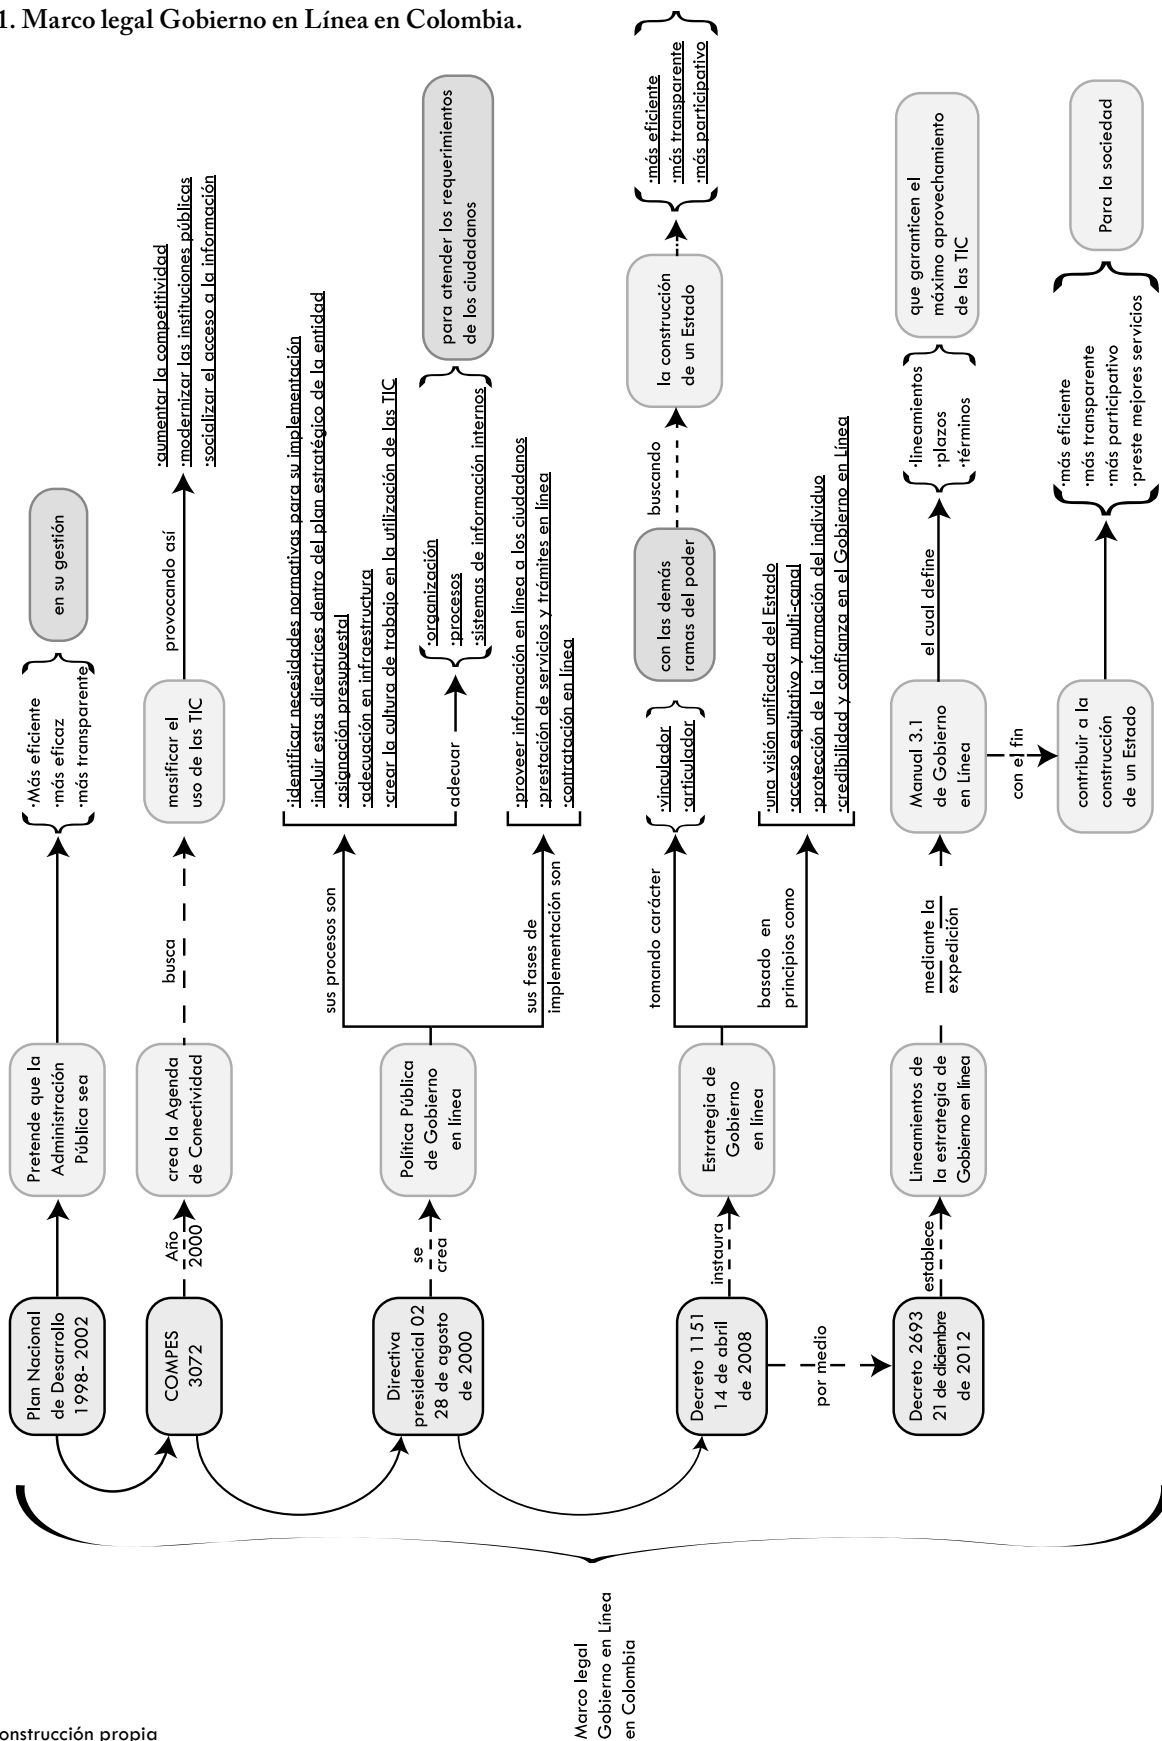 1. Marco legal Gobierno en Línea en Colombia.
Marco legal
Gobierno en Línea
en Colombia
Plan Nacional
de Desarrollo
1998- 2002
Pretende que la
Administración
Pública sea
·Más eficiente
·más eficaz
·más transparente
en su gestión
COMPES
3072
Año
2000
crea la Agenda
de Conectividad
busca
masificar el
uso de las TIC
provocando así
·aumentar la competitividad
·modernizar las instituciones públicas
·socializar el acceso a la información
Directiva
presidencial 02
28 de agosto
de 2000
se
crea
Política Pública
de Gobierno
en línea
sus procesos son
·identificar necesidades normativas para su implementación
·incluir estas directrices dentro del plan estratégico de la entidad
·asignación presupuestal
·adecuación en infraestructura
·crear la cultura de trabajo en la utilización de las TIC
·adecuar
·organización
·procesos
·sistemas de información internos
para atender los requerimientos
de los ciudadanos
sus fases de
implementación son
·proveer información en línea a los ciudadanos
·prestación de servicios y trámites en línea
·contratación en línea
Decreto 1151
14 de abril
de 2008
instaura
Estrategia de
Gobierno
en línea
tomando carácter
·vinculador
·articulador
con las demás
ramas del poder
buscando
la construcción
de un Estado
·más eficiente
·más transparente
·más participativo
basado en
principios como
·una visión unificada del Estado
·acceso equitativo y multi-canal
·protección de la información del individuo
·credibilidad y confianza en el Gobierno en Línea
por medio
Decreto 2693
21 de diciembre
de 2012
establece
Lineamientos de
la estrategia de
Gobierno en línea
mediante la
expedición
Manual 3.1
de Gobierno
en Línea
el cual define
·lineamientos
·plazos
·términos
que garanticen el
máximo aprovechamiento
de las TIC
con el fin
contribuir a la
construcción
de un Estado
·más eficiente
·más transparente
·más participativo
·preste mejores servicios
Para la sociedad
onstrucción propia